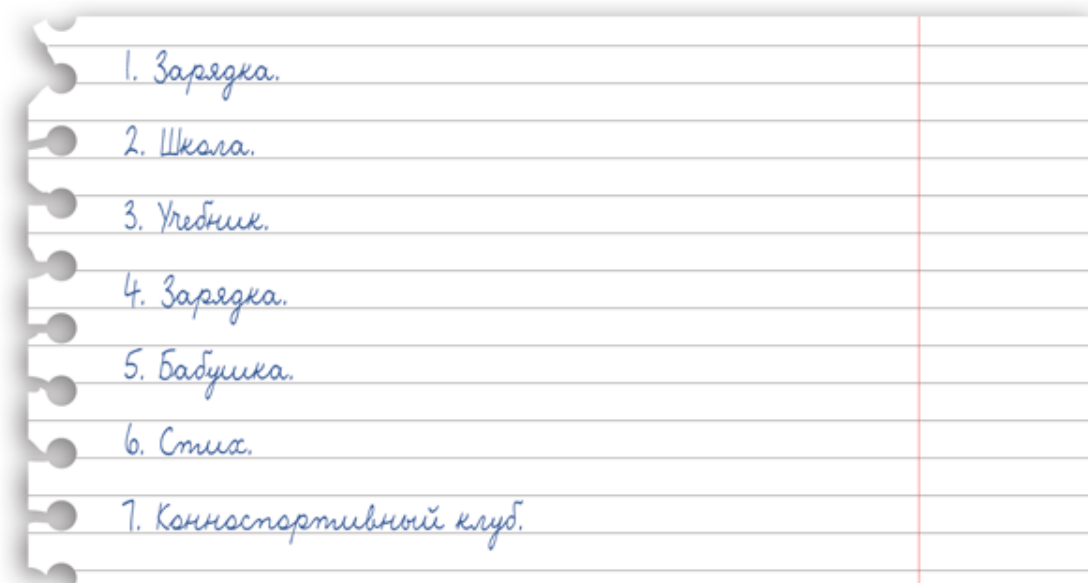 1. Зарядка.
2. Школа.
3. Учебник.
4. Зарядка.
5. Бабушка.
6. Стих.
7. Конноспортивный клуб.